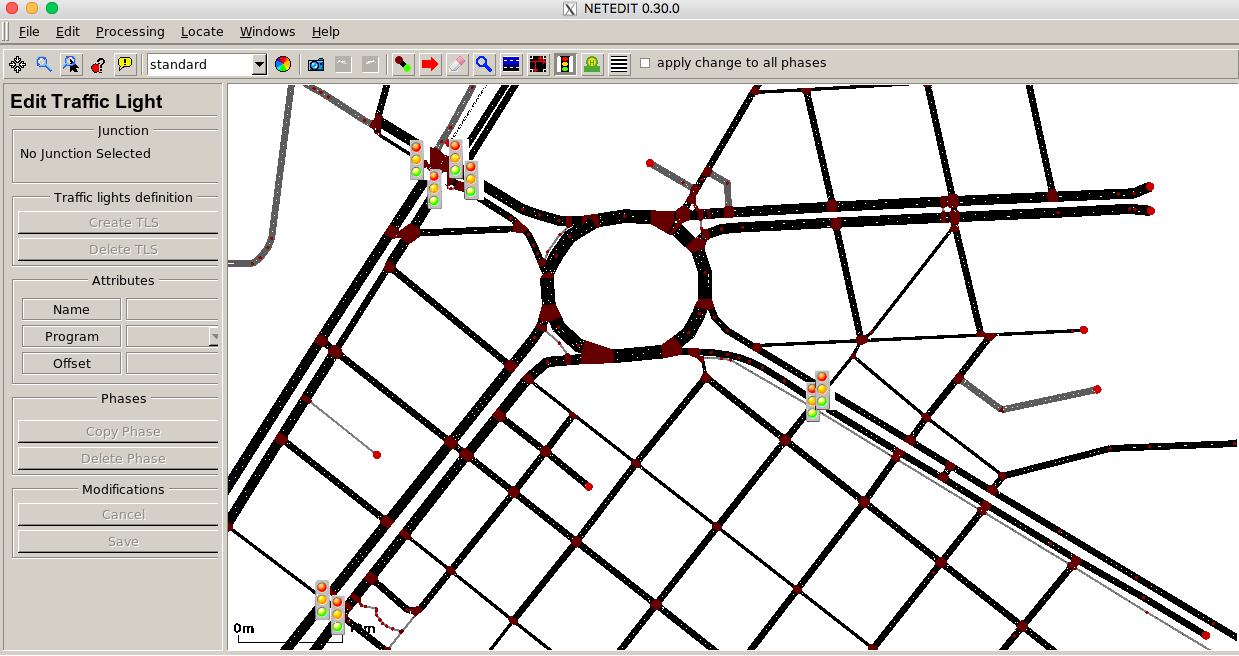 NETEDIT 0.30.0
File Edit Processing Locate Windows Help
standard apply change to all phases
Edit Traffic Light
Junction
No Junction Selected
Traffic lights definition
Create TLS
Delete TLS
Attributes
Name
Program
Offset
Phases
Copy Phase
Delete Phase
Modifications
Cancel
Save
0m